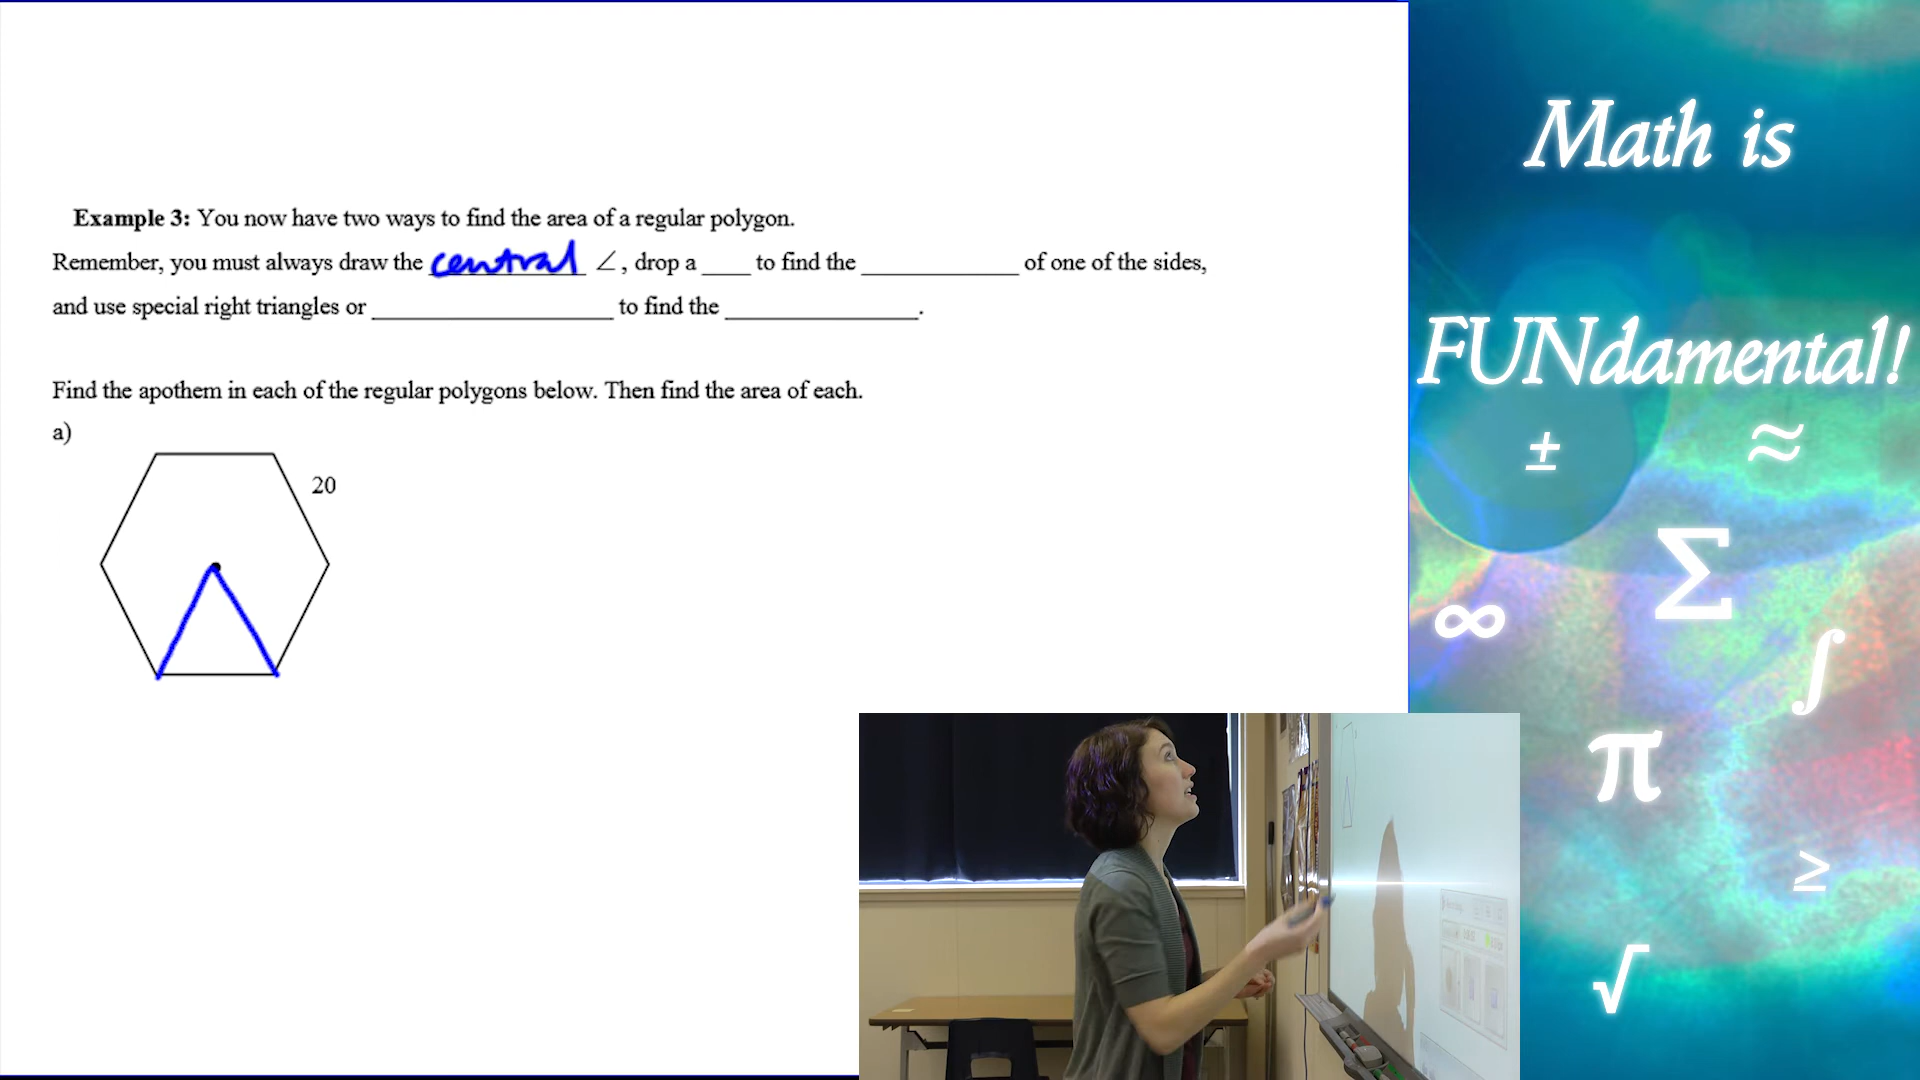 Example 3: You now have two ways to find the area of a regular polygon.
Remember, you must always draw the central ∠, drop a ____ to find the ____________ of one of the sides,
and use special right triangles or ____________________ to find the ________________.
Find the apothem in each of the regular polygons below. Then find the area of each.
a)
20
Math is
FUNdamental!
± ≈
Σ
∞
∫
π
≥
√